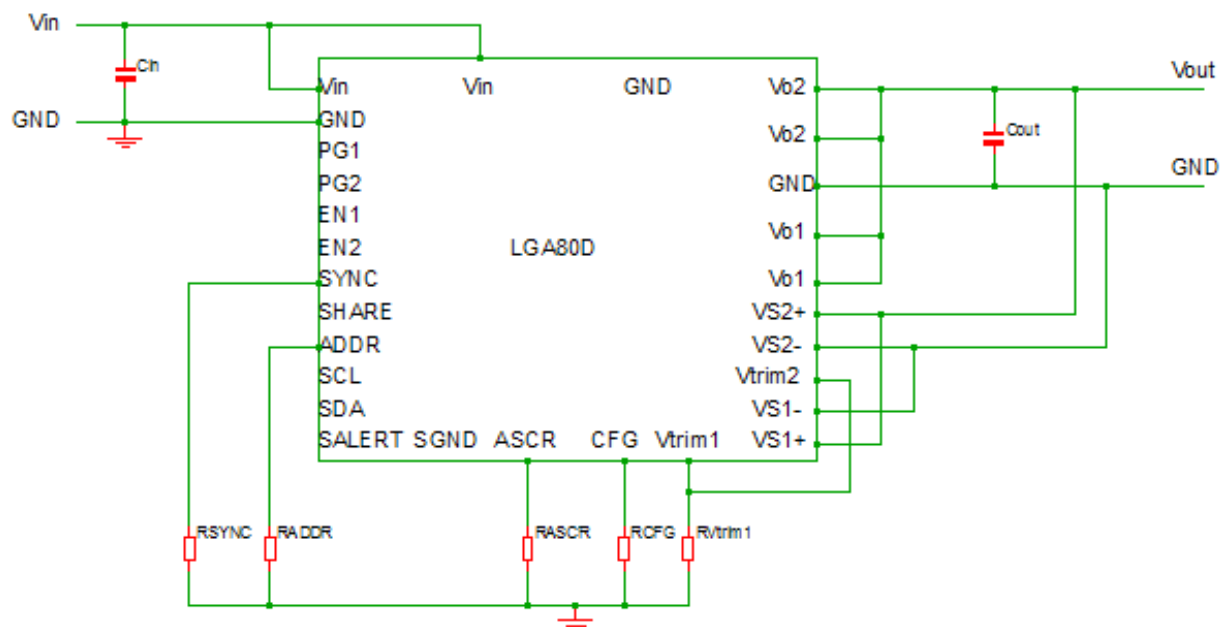 Vin
Cin
Vin Vin GND Vo2 Vout
GND GND
PG1 Vo2 Cout
PG2 GND GND
EN1 Vo1
EN2 LGA80D
SYNC Vo1
SHARE VS2+
ADDR VS2-
SCL Vtrim2
SDA VS1-
SALERT SGND ASCR CFG Vtrim1 VS1+
RSYNC RADDR RASCR RCFG RVtrim1